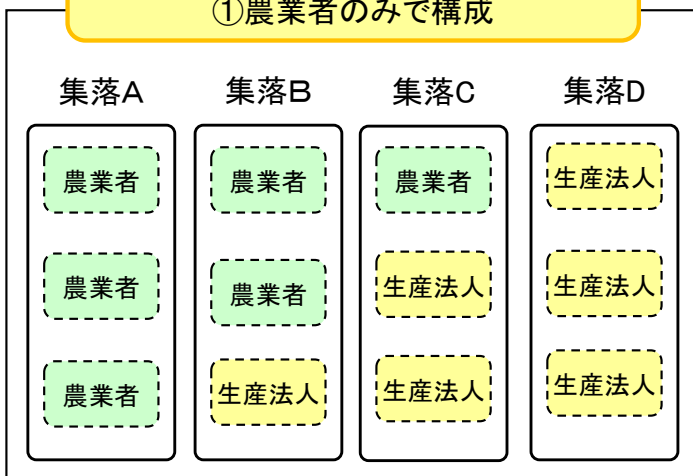 ①農業者のみで構成
集落A
集落B
集落C
集落D
農業者
農業者
農業者
生産法人
農業者
農業者
生産法人
生産法人
農業者
生産法人
生産法人
生産法人